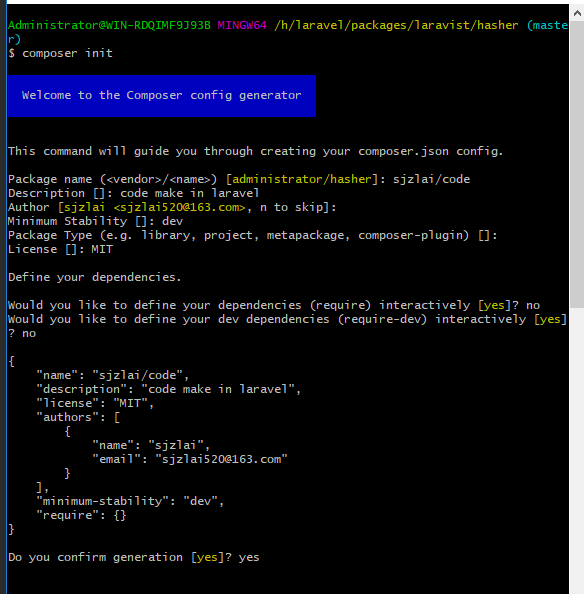 Administrator@WIN-RDQIMF9J93B MINGW64 /h/laravel/packages/laravist/hasher (maste
r)
$ composer init
Welcome to the Composer config generator
This command will guide you through creating your composer.json config.
Package name (<vendor>/<name>) [administrator/hasher]: sjzlai/code
Description []: code make in laravel
Author [sjzlai <sjzlai520@163.com>, n to skip]:
Minimum Stability []: dev
Package Type (e.g. library, project, metapackage, composer-plugin) []:
License []: MIT
Define your dependencies.
Would you like to define your dependencies (require) interactively [yes]? no
Would you like to define your dev dependencies (require-dev) interactively [yes]
? no
{
    "name": "sjzlai/code",
    "description": "code make in laravel",
    "license": "MIT",
    "authors": [
        {
            "name": "sjzlai",
            "email": "sjzlai520@163.com"
        }
    ],
    "minimum-stability": "dev",
    "require": {}
}
Do you confirm generation [yes]? yes